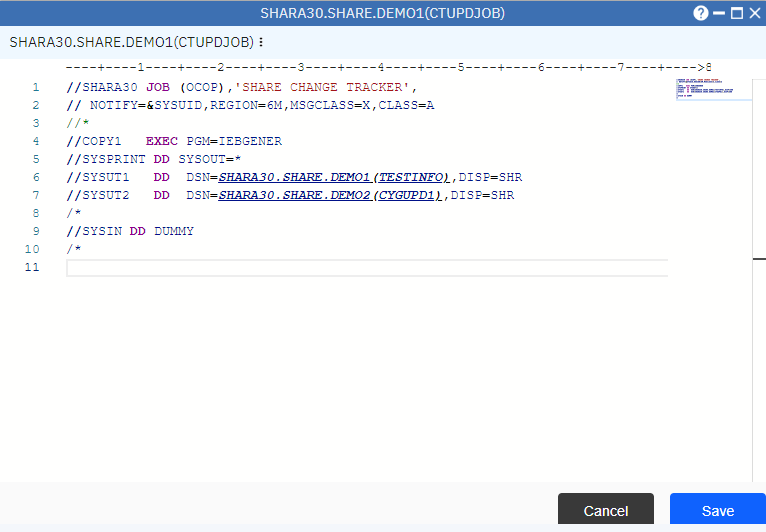 SHARA30.SHARE.DEMO1(CTUPDJOB)
SHARA30.SHARE.DEMO1(CTUPDJOB)
----+----1----+----2----+----3----+----4----+----5----+----6----+----7----+---->8
1 //SHARA30 JOB (OCOP),'SHARE CHANGE TRACKER',
2 // NOTIFY=&SYSUID,REGION=6M,MSGCLASS=X,CLASS=A
3 //*
4 //COPY1   EXEC PGM=IEBGENER
5 //SYSPRINT DD SYSOUT=*
6 //SYSUT1   DD  DSN=SHARA30.SHARE.DEMO1(TESTINFO),DISP=SHR
7 //SYSUT2   DD  DSN=SHARA30.SHARE.DEMO2(CYGUPD1),DISP=SHR
8 /*
9 //SYSIN DD DUMMY
10 /*
11
Cancel Save